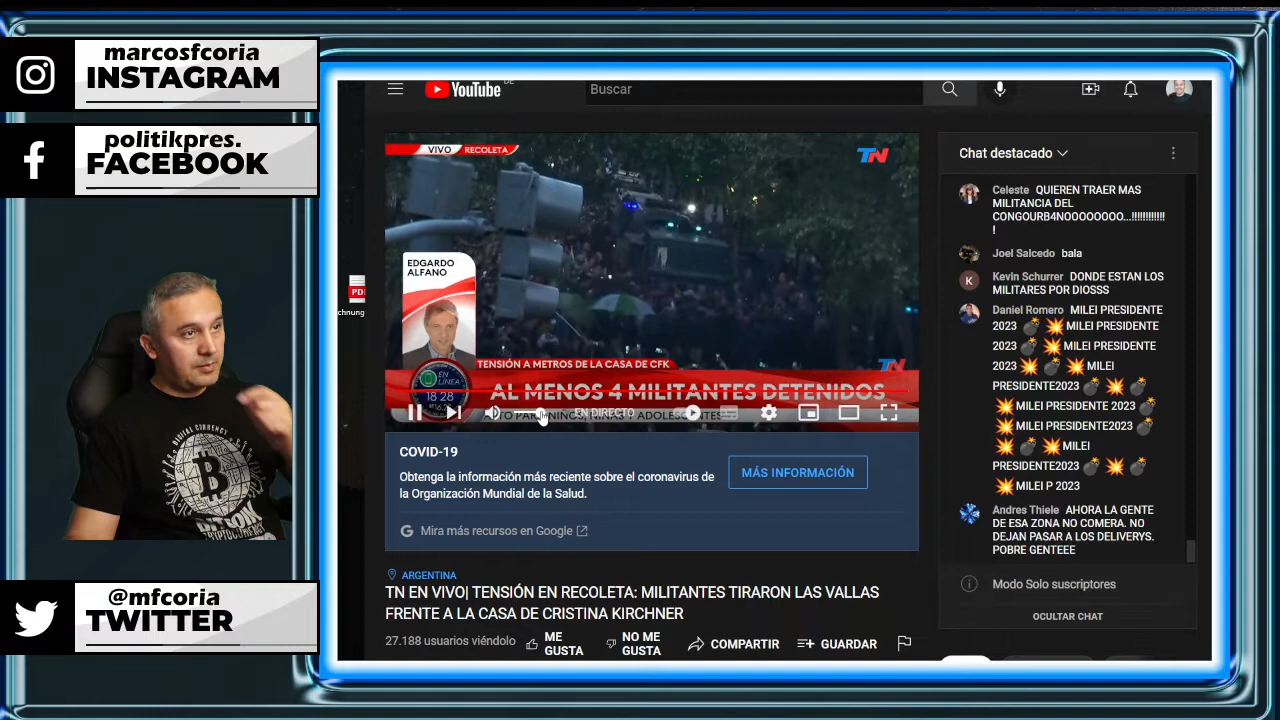 marcosfcoria
INSTAGRAM
politikpres.
FACEBOOK
@mfcoria
TWITTER
YouTube
DE
Buscar
VIVO RECOLETA
TN
EDGARDO
ALFANO
EN
LÍNEA
18 28
TENSIÓN A METROS DE LA CASA DE CFK
TN
AL MENOS 4 MILITANTES DETENIDOS
EN DIRECTO
COVID-19
Obtenga la información más reciente sobre el coronavirus de
la Organización Mundial de la Salud.
MÁS INFORMACIÓN
Mira más recursos en Google
ARGENTINA
TN EN VIVO| TENSIÓN EN RECOLETA: MILITANTES TIRARON LAS VALLAS
FRENTE A LA CASA DE CRISTINA KIRCHNER
27.188 usuarios viéndolo
ME
GUSTA
NO ME
GUSTA
COMPARTIR
GUARDAR
PDF
chnung
Chat destacado
Celeste QUIEREN TRAER MAS
MILITANCIA DEL
CONGOURB4NOOOOOOOO...!!!!!!!!!!!!
!
Joel Salcedo bala
K
Kevin Schurrer DONDE ESTAN LOS
MILITARES POR DIOSSS
Daniel Romero MILEI PRESIDENTE
2023 💣 💥MILEI PRESIDENTE
2023 💣 💥MILEI PRESIDENTE
2023 💥 💣 💥MILEI
PRESIDENTE2023 💣 💥 💣
💥MILEI PRESIDENTE 2023 💣
💥MILEI PRESIDENTE2023 💣
💥 💣 💥MILEI
PRESIDENTE2023 💣 💥 💣
💥MILEI P 2023
Andres Thiele AHORA LA GENTE
DE ESA ZONA NO COMERA. NO
DEJAN PASAR A LOS DELIVERYS.
POBRE GENTEEE
Modo Solo suscriptores
OCULTAR CHAT